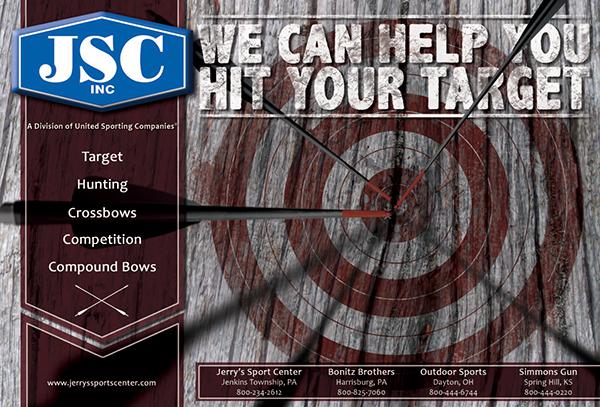 JSC
INC
WE CAN HELP YOU
HIT YOUR TARGET
A Division of United Sporting Companies®
Target
Hunting
Crossbows
Competition
Compound Bows
www.jerryssportscenter.com
Jerry's Sport Center
Jenkins Township, PA
800-234-2612
Bonitz Brothers
Harrisburg, PA
800-825-7060
Outdoor Sports
Dayton, OH
800-444-6744
Simmons Gun
Spring Hill, KS
800-444-0220